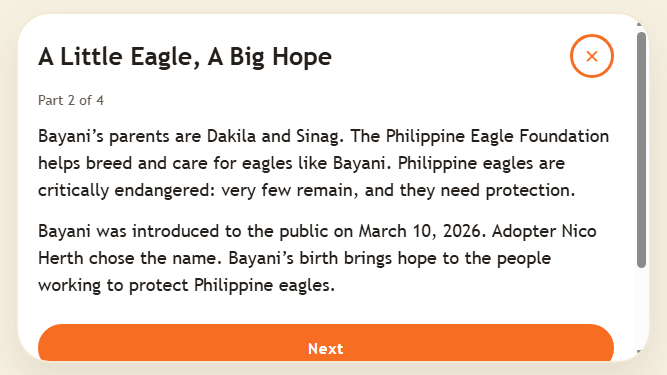 A Little Eagle, A Big Hope
Part 2 of 4
Bayani’s parents are Dakila and Sinag. The Philippine Eagle Foundation
helps breed and care for eagles like Bayani. Philippine eagles are
critically endangered: very few remain, and they need protection.
Bayani was introduced to the public on March 10, 2026. Adopter Nico
Herth chose the name. Bayani’s birth brings hope to the people
working to protect Philippine eagles.
Next